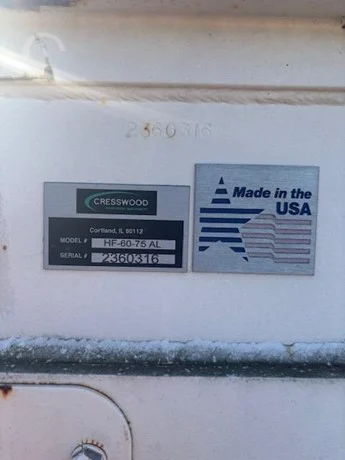 2360316
CRESSWOOD
Cortland, IL 60112
MODEL # HF-60-75 AL
SERIAL # 2360316
Made in the
USA